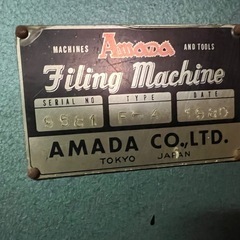 MACHINES Amada AND TOOLS
Filing Machine
SERIAL NO TYPE DATE
AMADA CO.,LTD.
TOKYO JAPAN